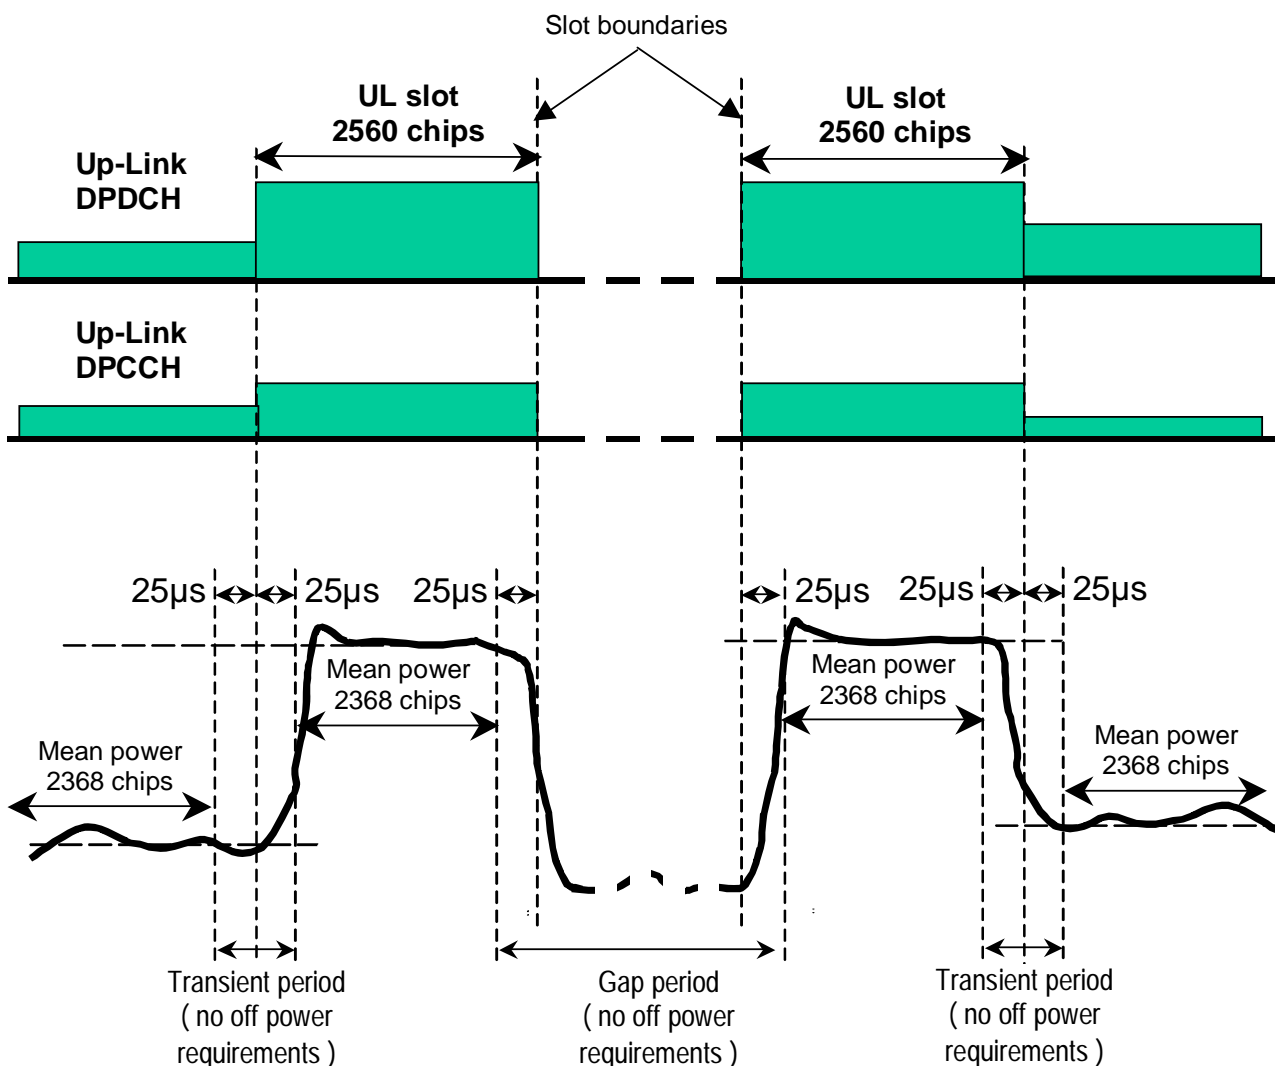 Slot boundaries
UL slot
2560 chips
UL slot
2560 chips
Up-Link
DPDCH
Up-Link
DPCCH
25µs
25µs
25µs
25µs
25µs
25µs
Mean power
2368 chips
Mean power
2368 chips
Mean power
2368 chips
Mean power
2368 chips
Transient period
( no off power
requirements )
Gap period
( no off power
requirements )
Transient period
( no off power
requirements )